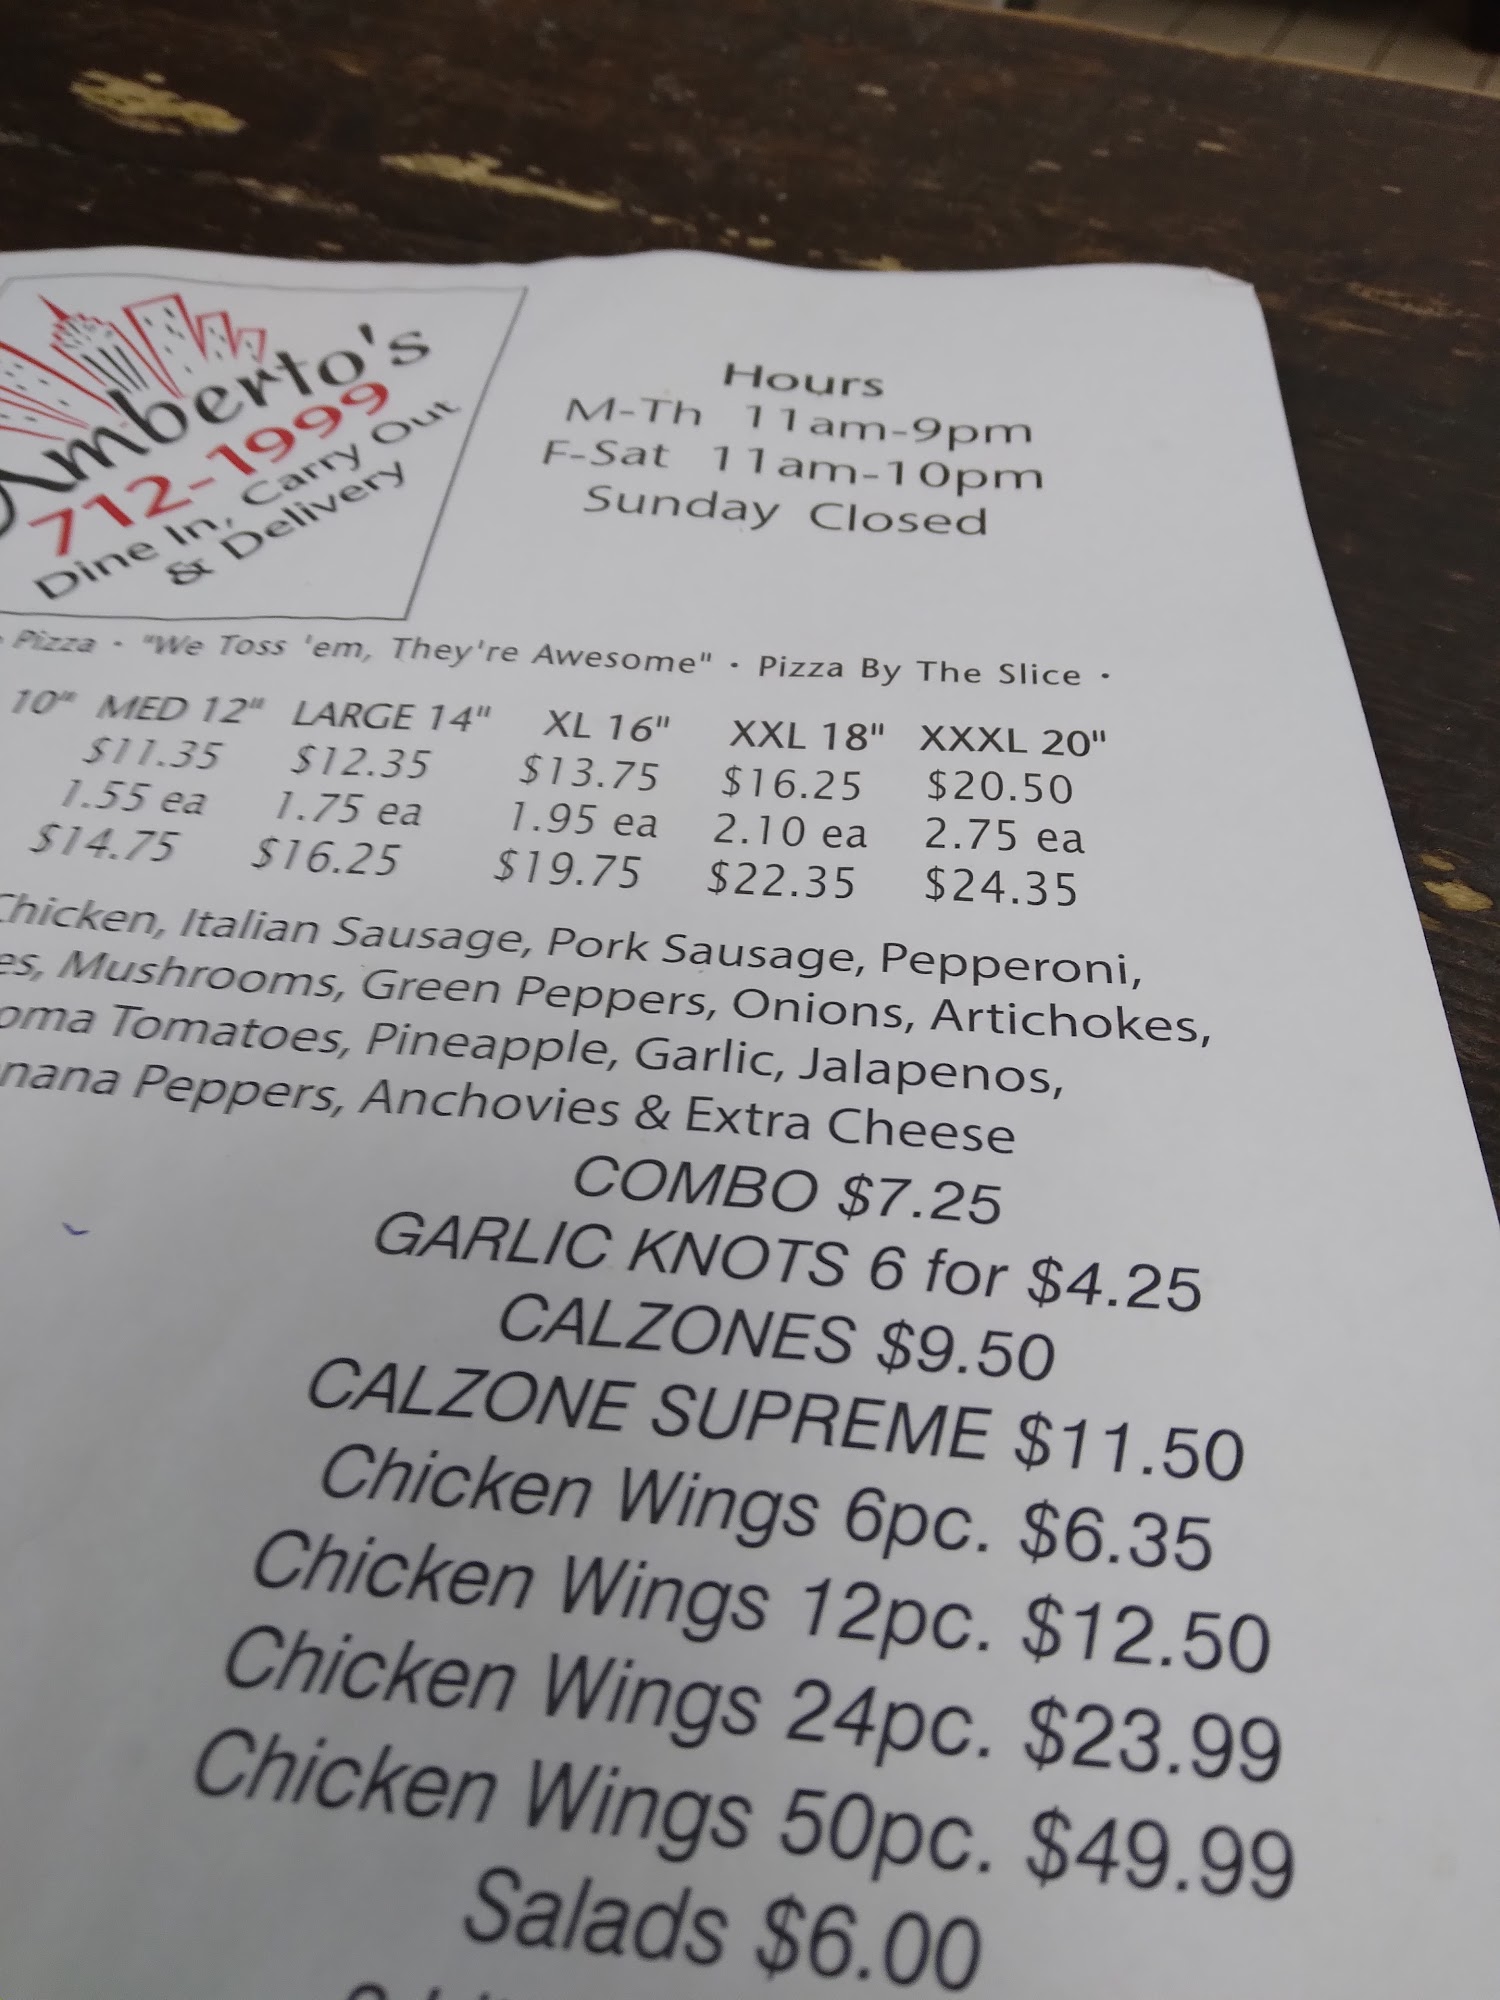 Amberto's
712-1999
Dine In, Carry Out
& Delivery
Hours
M-Th 11am-9pm
F-Sat 11am-10pm
Sunday Closed
Pizza · "We Toss 'em, They're Awesome" · Pizza By The Slice ·
10" MED 12" LARGE 14" XL 16" XXL 18" XXXL 20"
$11.35 $12.35 $13.75 $16.25 $20.50
1.55 ea 1.75 ea 1.95 ea 2.10 ea 2.75 ea
$14.75 $16.25 $19.75 $22.35 $24.35
Chicken, Italian Sausage, Pork Sausage, Pepperoni,
es, Mushrooms, Green Peppers, Onions, Artichokes,
oma Tomatoes, Pineapple, Garlic, Jalapenos,
nana Peppers, Anchovies & Extra Cheese
COMBO $7.25
GARLIC KNOTS 6 for $4.25
CALZONES $9.50
CALZONE SUPREME $11.50
Chicken Wings 6pc. $6.35
Chicken Wings 12pc. $12.50
Chicken Wings 24pc. $23.99
Chicken Wings 50pc. $49.99
Salads $6.00